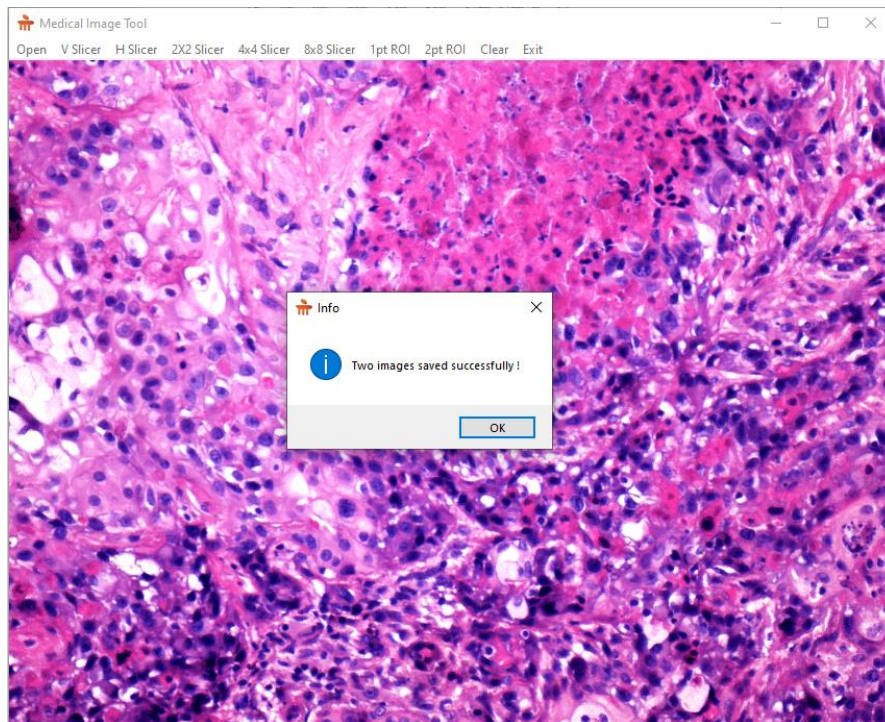 Medical Image Tool
Open V Slicer H Slicer 2X2 Slicer 4x4 Slicer 8x8 Slicer 1pt ROI 2pt ROI Clear Exit
Info
Two images saved successfully !
OK